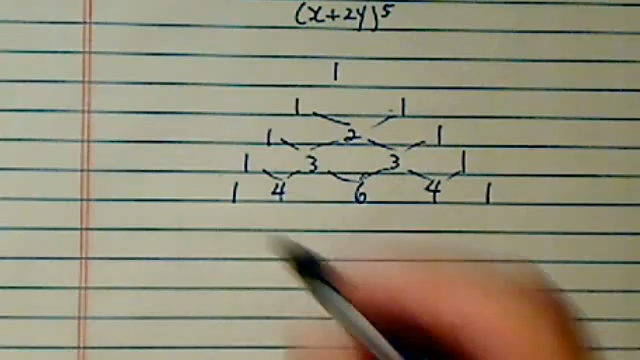 (x+2y)⁵
1
1 1
1 2 1
1 3 3 1
1 4 6 4 1